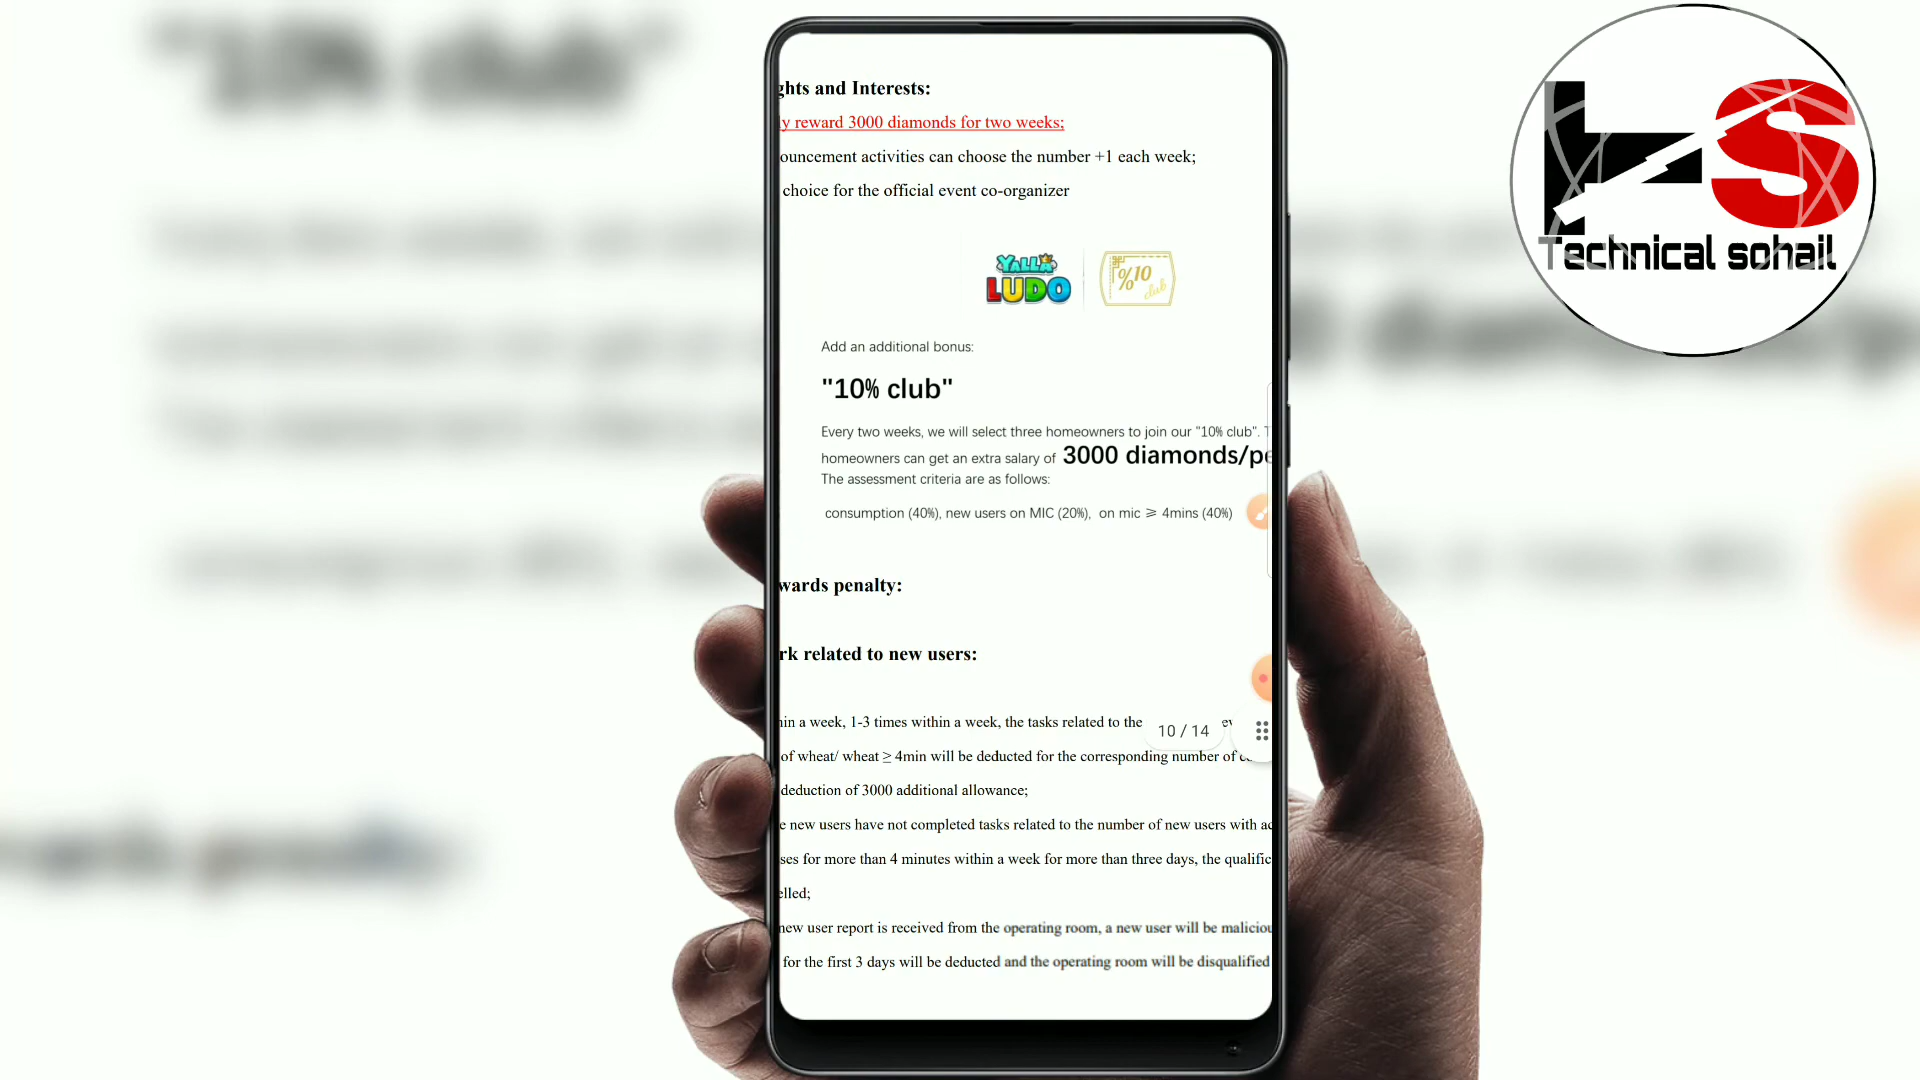 ghts and Interests:
ly reward 3000 diamonds for two weeks;
ouncement activities can choose the number +1 each week;
choice for the official event co-organizer
YALLA
LUDO
%10
club
Add an additional bonus:
"10% club"
Every two weeks, we will select three homeowners to join our "10% club". T
homeowners can get an extra salary of 3000 diamonds/pe
The assessment criteria are as follows:
consumption (40%), new users on MIC (20%), on mic ⩾ 4mins (40%)
wards penalty:
rk related to new users:
hin a week, 1-3 times within a week, the tasks related to the
10 / 14
of wheat/ wheat ≥ 4min will be deducted for the corresponding number of
deduction of 3000 additional allowance;
e new users have not completed tasks related to the number of new users with ac
ses for more than 4 minutes within a week for more than three days, the qualific
elled;
new user report is received from the operating room, a new user will be maliciou
for the first 3 days will be deducted and the operating room will be disqualified
Technical sohail
"10% club"